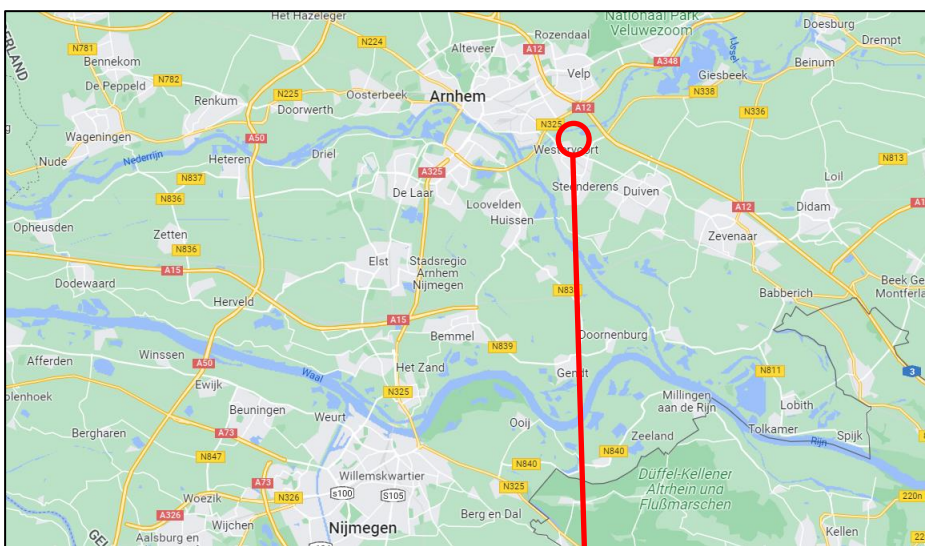 Het Hazeleger
Nationaal Park
Veluwezoom
Doesburg
N781
N224
Alteveer
A12
Rozendaal
IJssel
Drempt
Bennekom
A348
Beinum
De Peppeld
N782
Velp
Giesbeek
N225
Oosterbeek
Arnhem
N338
Renkum
Doorwerth
A12
N336
Wageningen
A50
N325
Nederrijn
Driel
Westervoort
Nude
Heteren
A325
N813
N837
De Laar
Steenderens
Duiven
Loil
N836
Loovelden
A12
Didam
Opheusden
Huissen
Zetten
Zevenaar
N836
Elst
Stadsregio
Arnhem
Nijmegen
A15
Dodewaard
Babberich
Beek Ge
Montferla
Herveld
A15
Bemmel
Doornenburg
Winssen
N839
Afferden
A50
Waal
Het Zand
Gendt
N811
3
Ewijk
N325
Millingen
aan de Rijn
Lobith
Beuningen
Weurt
Ooij
Tolkamer
Bergharen
A73
Zeeland
Rijn
Spijk
N847
N840
N840
Willemskwartier
Düffel-Kellener
Altrhein und
Flußmarschen
A73
N325
Woezik
N326
S100
S105
220n
A326
Wijchen
Berg en Dal
Nijmegen
Kellen
Aalsburg en